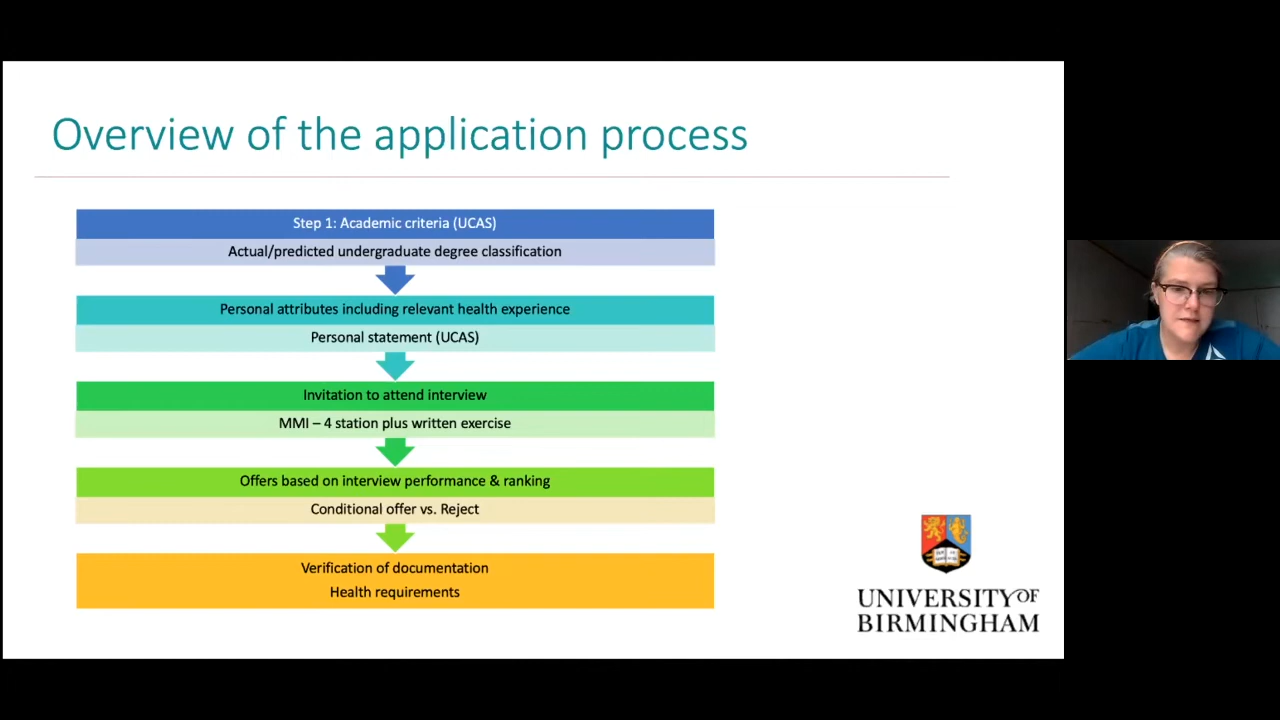 Overview of the application process
Step 1: Academic criteria (UCAS)
Actual/predicted undergraduate degree classification
Personal attributes including relevant health experience
Personal statement (UCAS)
Invitation to attend interview
MMI – 4 station plus written exercise
Offers based on interview performance & ranking
Conditional offer vs. Reject
Verification of documentation
Health requirements
UNIVERSITY OF
BIRMINGHAM